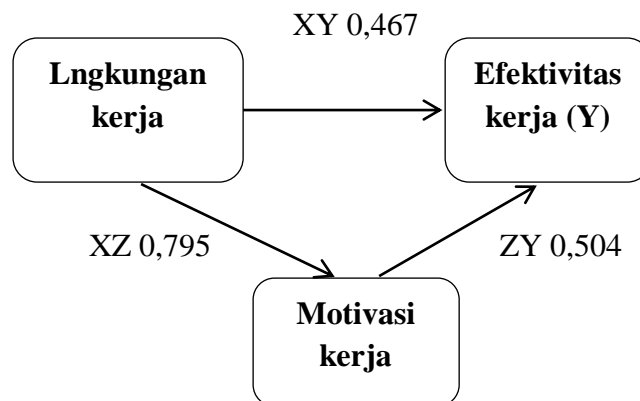 XY 0,467
Lngkungan
kerja
Efektivitas
kerja (Y)
XZ 0,795
ZY 0,504
Motivasi
kerja